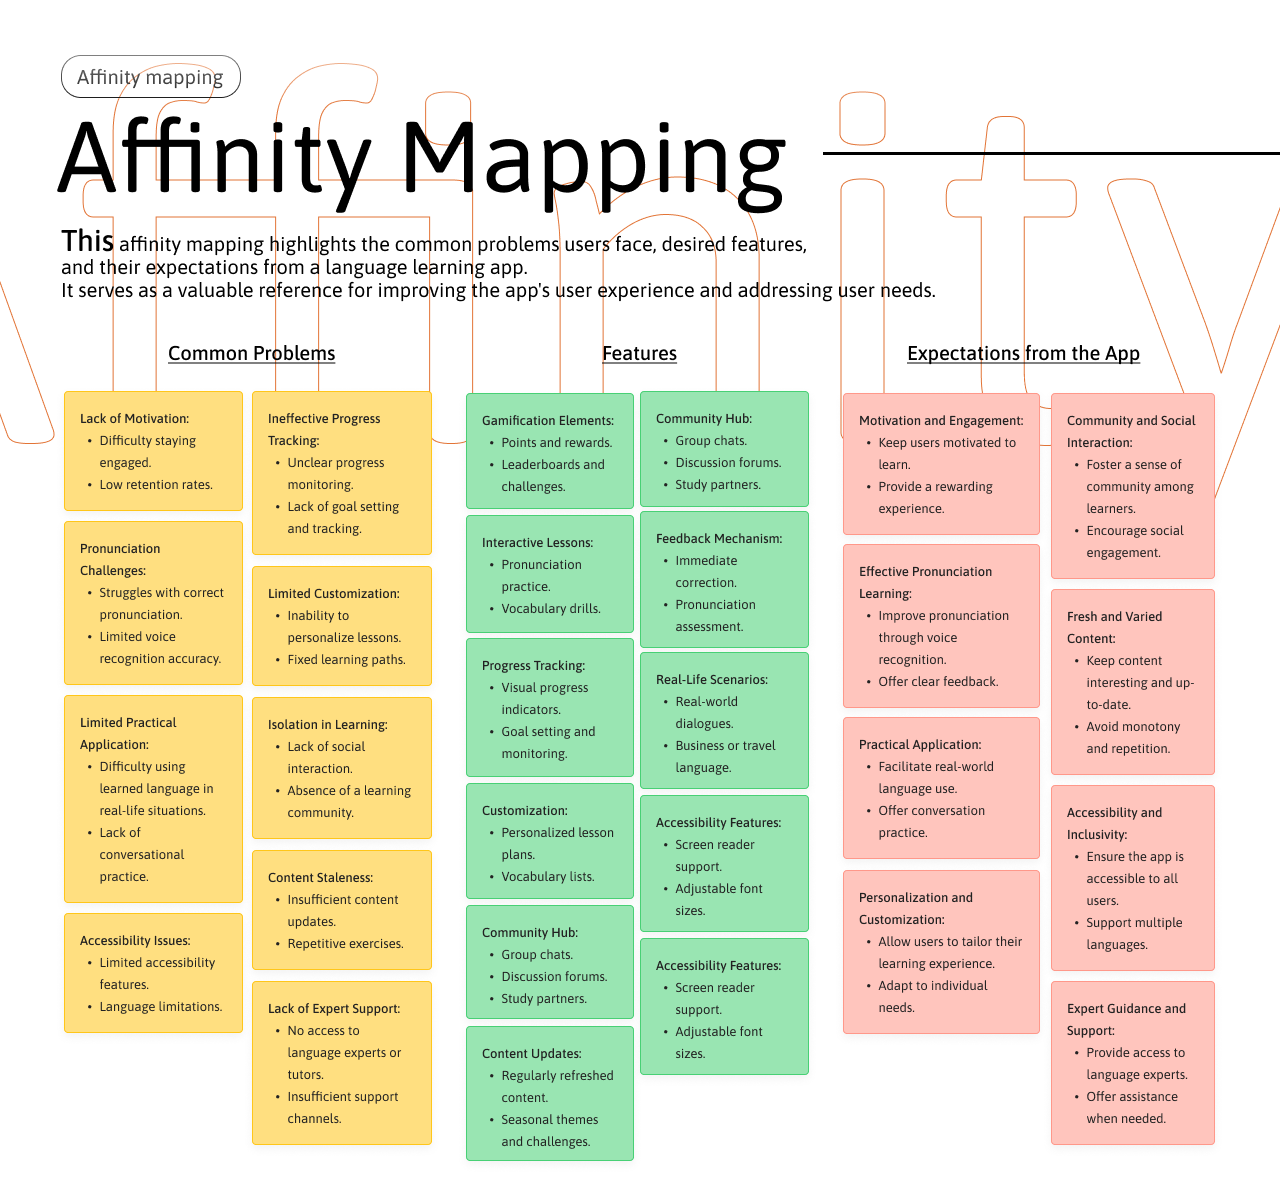 Affinity mapping
Affinity Mapping
This affinity mapping highlights the common problems users face, desired features,
and their expectations from a language learning app.
It serves as a valuable reference for improving the app's user experience and addressing user needs.
Common Problems
Lack of Motivation:
• Difficulty staying
engaged.
• Low retention rates.
Pronunciation
Challenges:
• Struggles with correct
pronunciation.
• Limited voice
recognition accuracy.
Limited Practical
Application:
• Difficulty using
learned language in
real-life situations.
• Lack of
conversational
practice.
Accessibility Issues:
• Limited accessibility
features.
• Language limitations.
Ineffective Progress
Tracking:
• Unclear progress
monitoring.
• Lack of goal setting
and tracking.
Limited Customization:
• Inability to
personalize lessons.
• Fixed learning paths.
Isolation in Learning:
• Lack of social
interaction.
• Absence of a learning
community.
Content Staleness:
• Insufficient content
updates.
• Repetitive exercises.
Lack of Expert Support:
• No access to
language experts or
tutors.
• Insufficient support
channels.
Features
Gamification Elements:
• Points and rewards.
• Leaderboards and
challenges.
Interactive Lessons:
• Pronunciation
practice.
• Vocabulary drills.
Progress Tracking:
• Visual progress
indicators.
• Goal setting and
monitoring.
Customization:
• Personalized lesson
plans.
• Vocabulary lists.
Community Hub:
• Group chats.
• Discussion forums.
• Study partners.
Content Updates:
• Regularly refreshed
content.
• Seasonal themes
and challenges.
Community Hub:
• Group chats.
• Discussion forums.
• Study partners.
Feedback Mechanism:
• Immediate
correction.
• Pronunciation
assessment.
Real-Life Scenarios:
• Real-world
dialogues.
• Business or travel
language.
Accessibility Features:
• Screen reader
support.
• Adjustable font
sizes.
Accessibility Features:
• Screen reader
support.
• Adjustable font
sizes.
Expectations from the App
Motivation and Engagement:
• Keep users motivated to
learn.
• Provide a rewarding
experience.
Effective Pronunciation
Learning:
• Improve pronunciation
through voice
recognition.
• Offer clear feedback.
Practical Application:
• Facilitate real-world
language use.
• Offer conversation
practice.
Personalization and
Customization:
• Allow users to tailor their
learning experience.
• Adapt to individual
needs.
Community and Social
Interaction:
• Foster a sense of
community among
learners.
• Encourage social
engagement.
Fresh and Varied
Content:
• Keep content
interesting and up-
to-date.
• Avoid monotony
and repetition.
Accessibility and
Inclusivity:
• Ensure the app is
accessible to all
users.
• Support multiple
languages.
Expert Guidance and
Support:
• Provide access to
language experts.
• Offer assistance
when needed.
Affinity